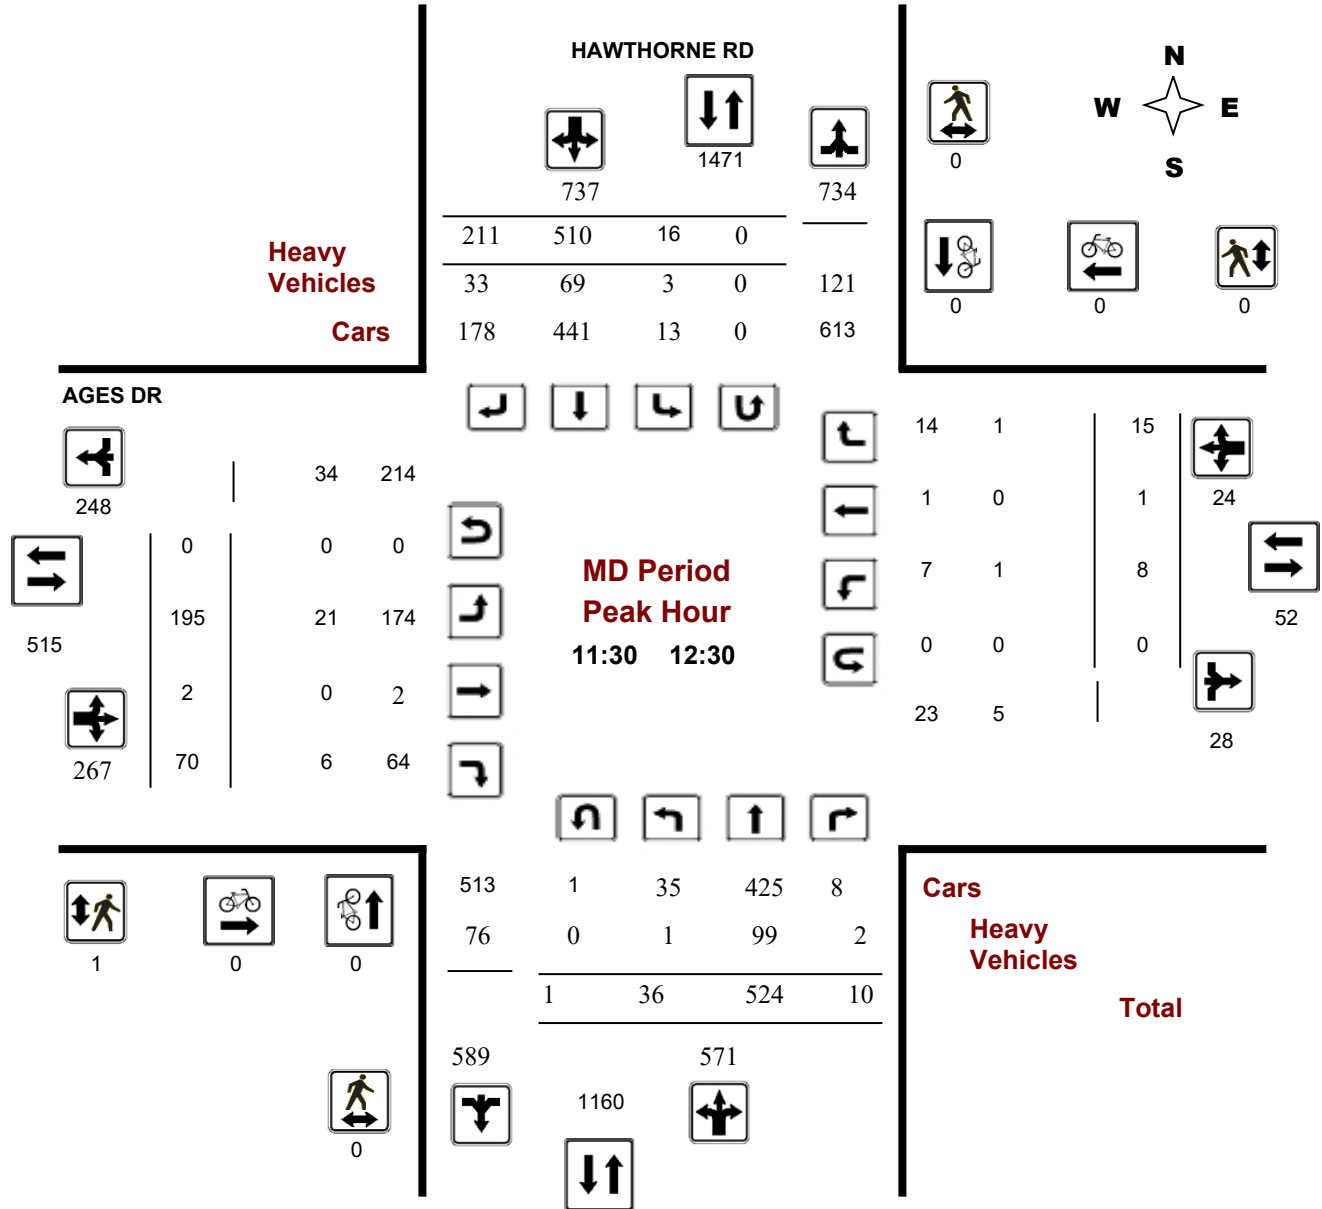 HAWTHORNE RD
N
W E
S
1471
0
737 734
211 510 16 0
Heavy
Vehicles
33 69 3 0 121
0 0 0
Cars 178 441 13 0 613
AGES DR
14 1 15
34 214
248
1 0 1 24
0 0 0
MD Period
7 1 8
195 21 174
Peak Hour
52
515
11:30 12:30
0 0 0
2 0 2
23 5
28
267 70 6 64
513 1 35 425 8 Cars
76 0 1 99 2 Heavy
Vehicles
1 0 0
1 36 524 10 Total
589 571
1160
0